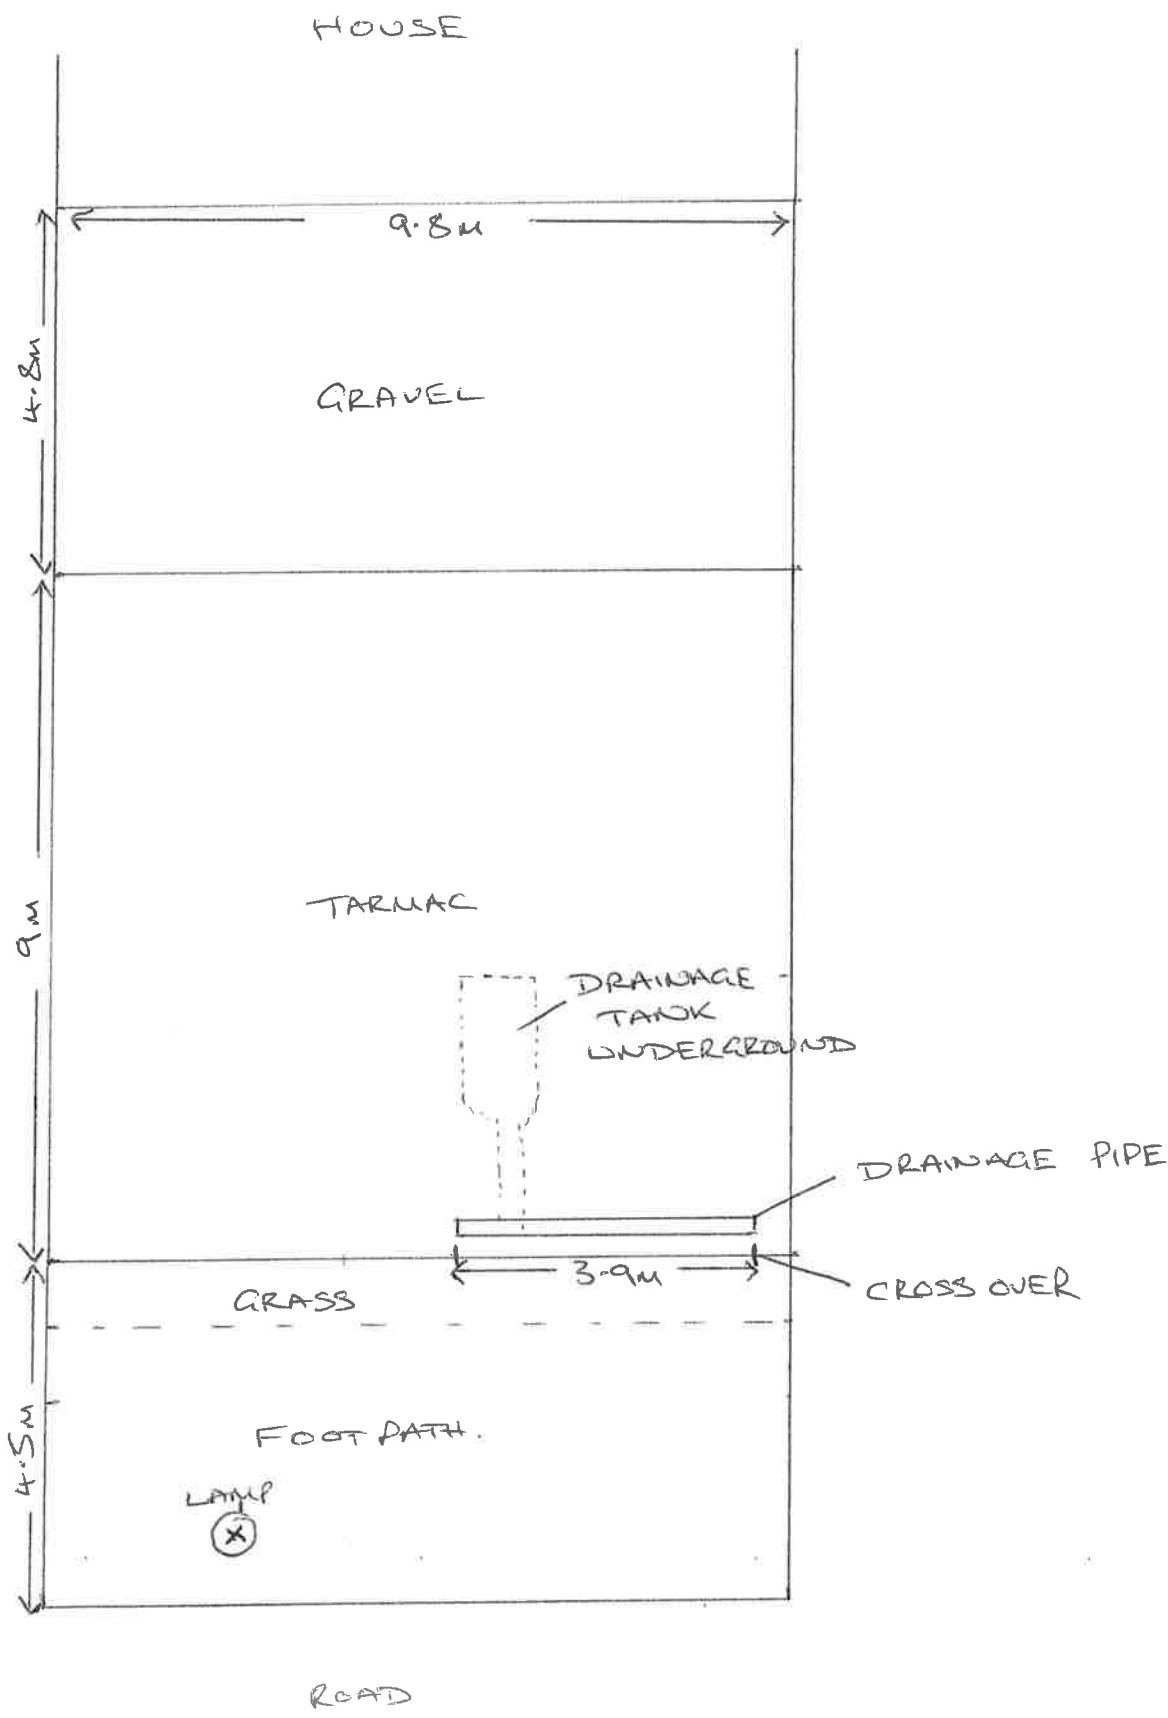 HOUSE
9.8M
4.8M
GRAVEL
9M
TARMAC
DRAINAGE
TANK
UNDERGROUND
DRAINAGE PIPE
3.9M
CROSS OVER
GRASS
4.5M
FOOT PATH.
LAMP
X
ROAD